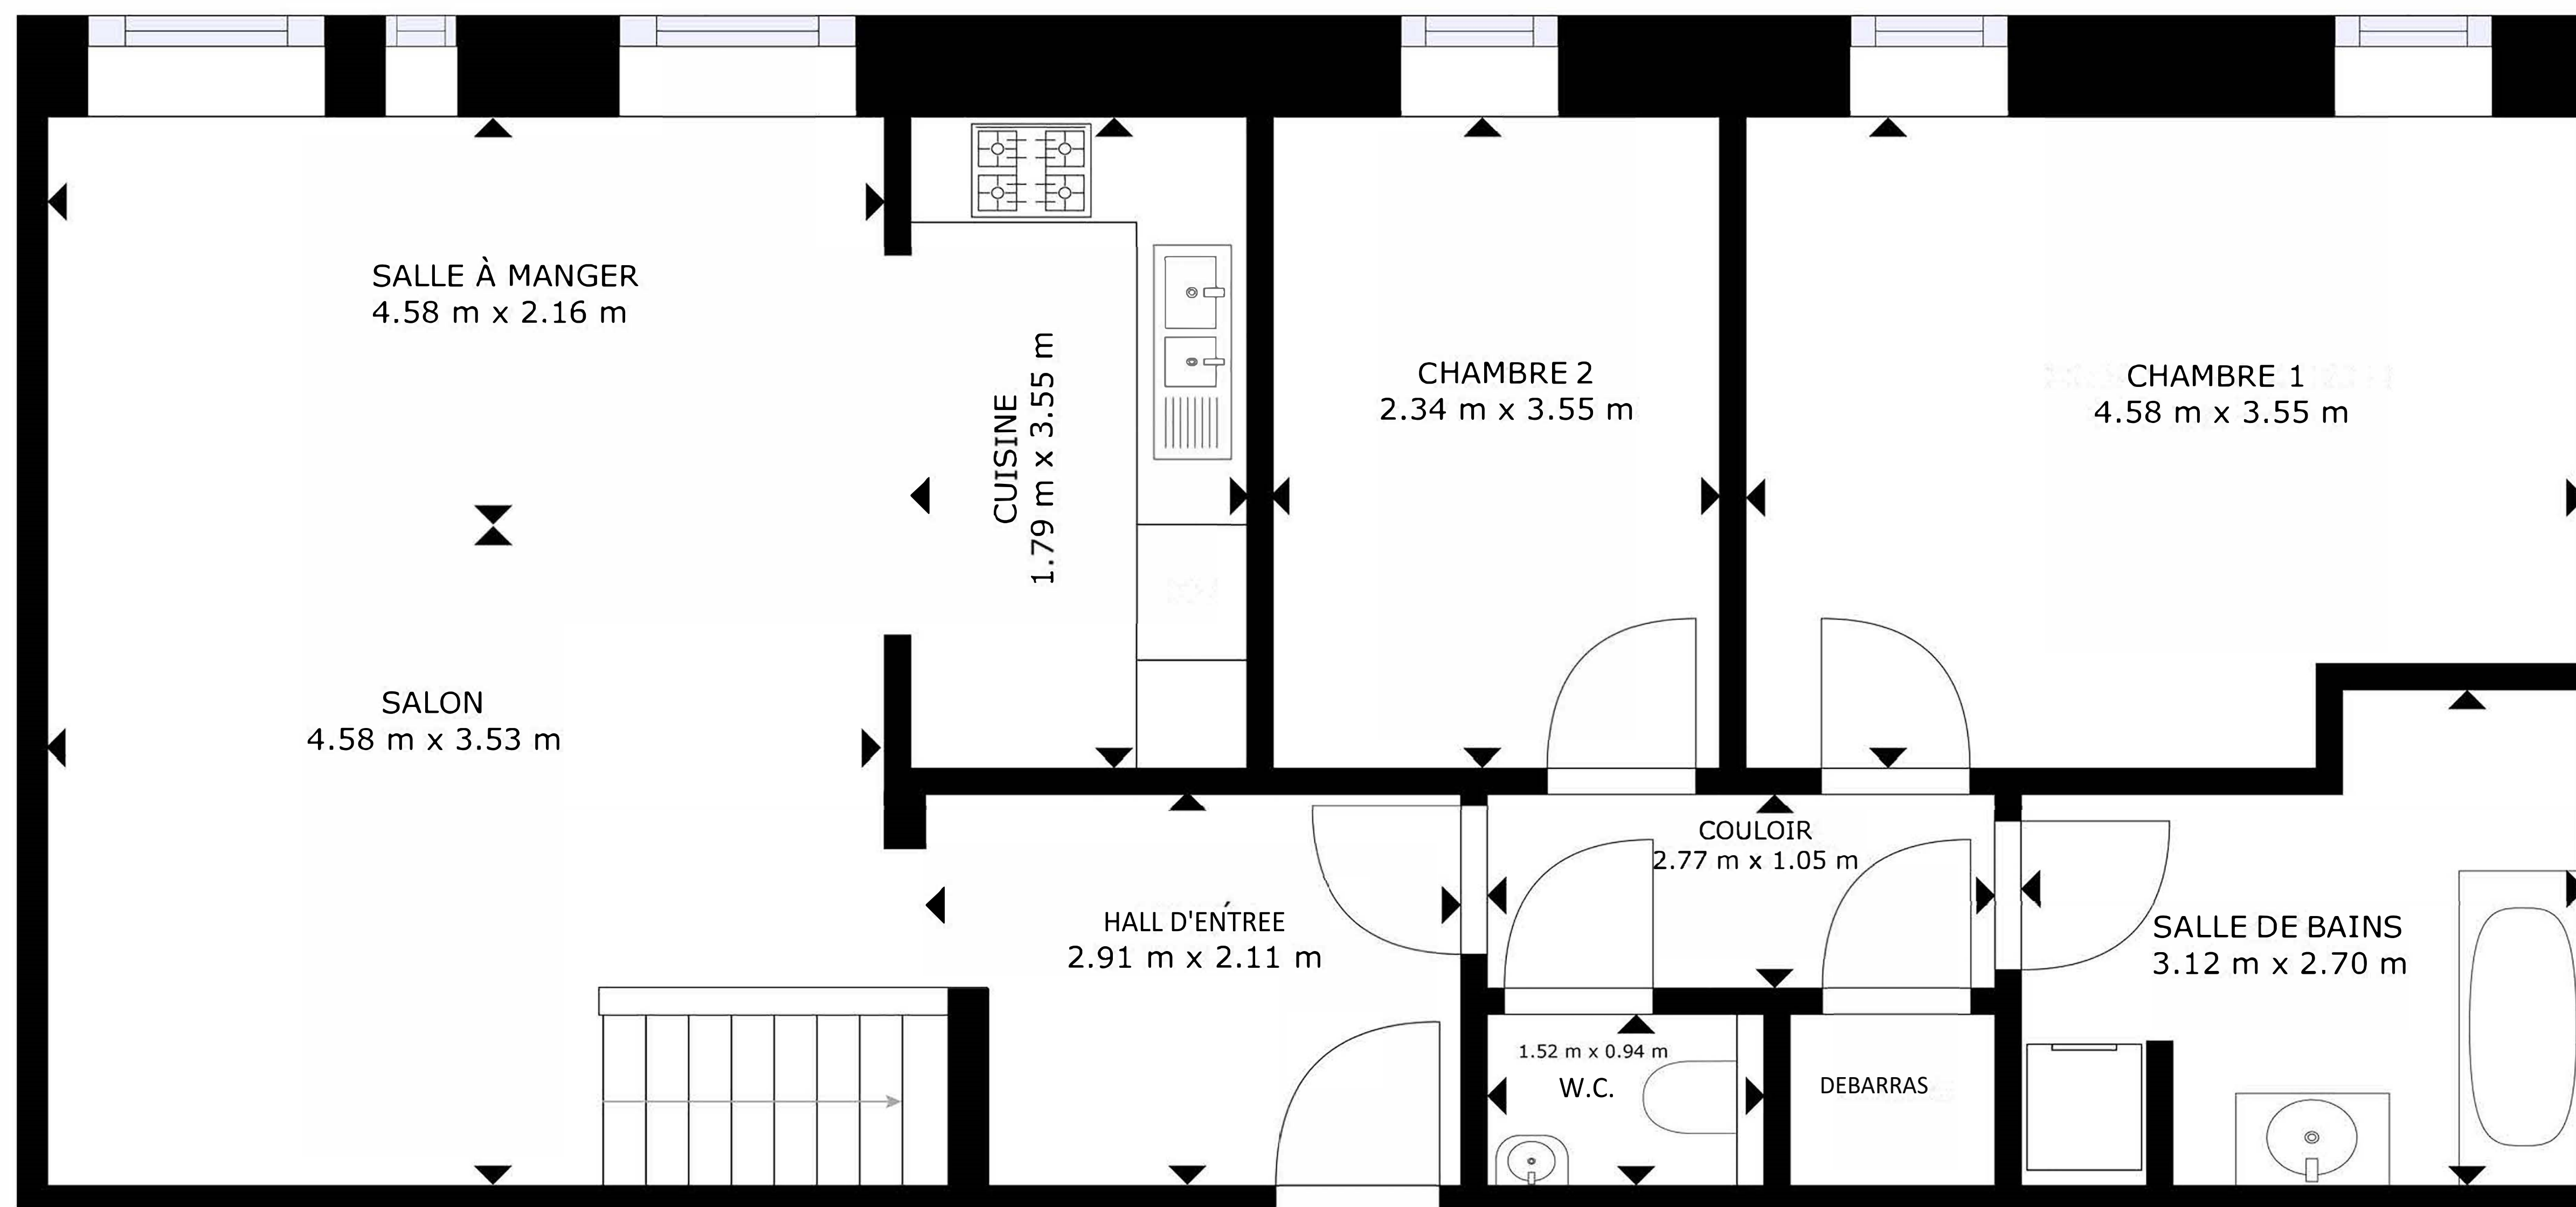 SALLE À MANGER
4.58 m x 2.16 m
SALON
4.58 m x 3.53 m
CUISINE
1.79 m x 3.55 m
CHAMBRE 2
2.34 m x 3.55 m
CHAMBRE 1
4.58 m x 3.55 m
HALL D'ENTRÉE
2.91 m x 2.11 m
COULOIR
2.77 m x 1.05 m
1.52 m x 0.94 m
W.C.
DEBARRAS
SALLE DE BAINS
3.12 m x 2.70 m